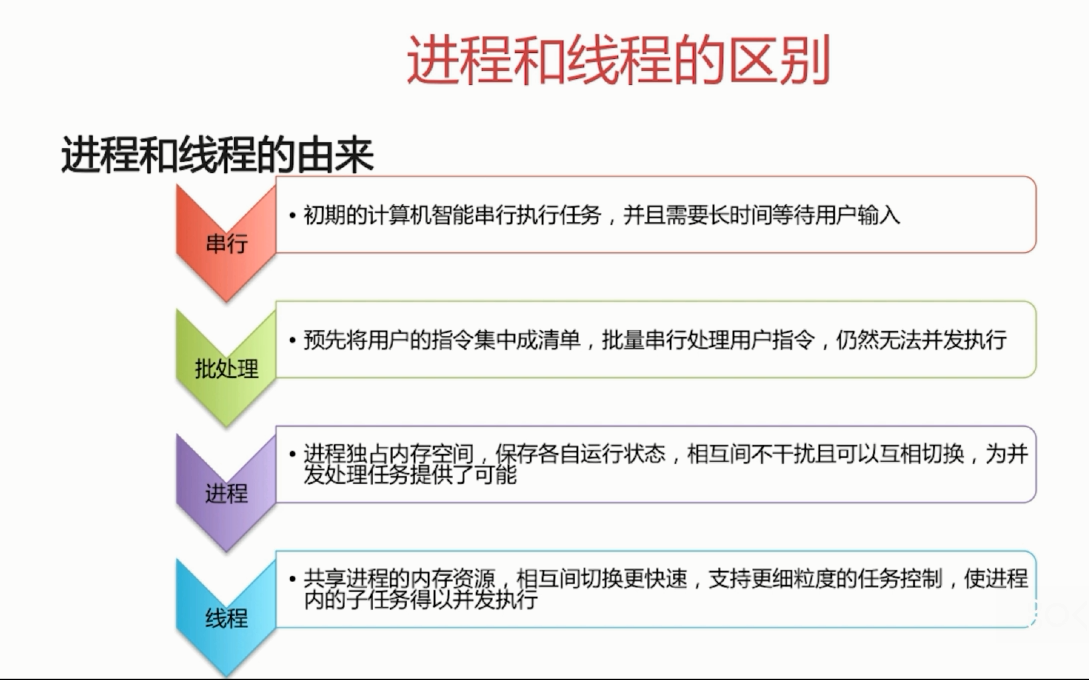 进程和线程的区别
进程和线程的由来
串行
• 初期的计算机智能串行执行任务，并且需要长时间等待用户输入
批处理
• 预先将用户的指令集中成清单，批量串行处理用户指令，仍然无法并发执行
进程
• 进程独占内存空间，保存各自运行状态，相互间不干扰且可以互相切换，为并
发处理任务提供了可能
线程
• 共享进程的内存资源，相互间切换更快速，支持更细粒度的任务控制，使进程
内的子任务得以并发执行